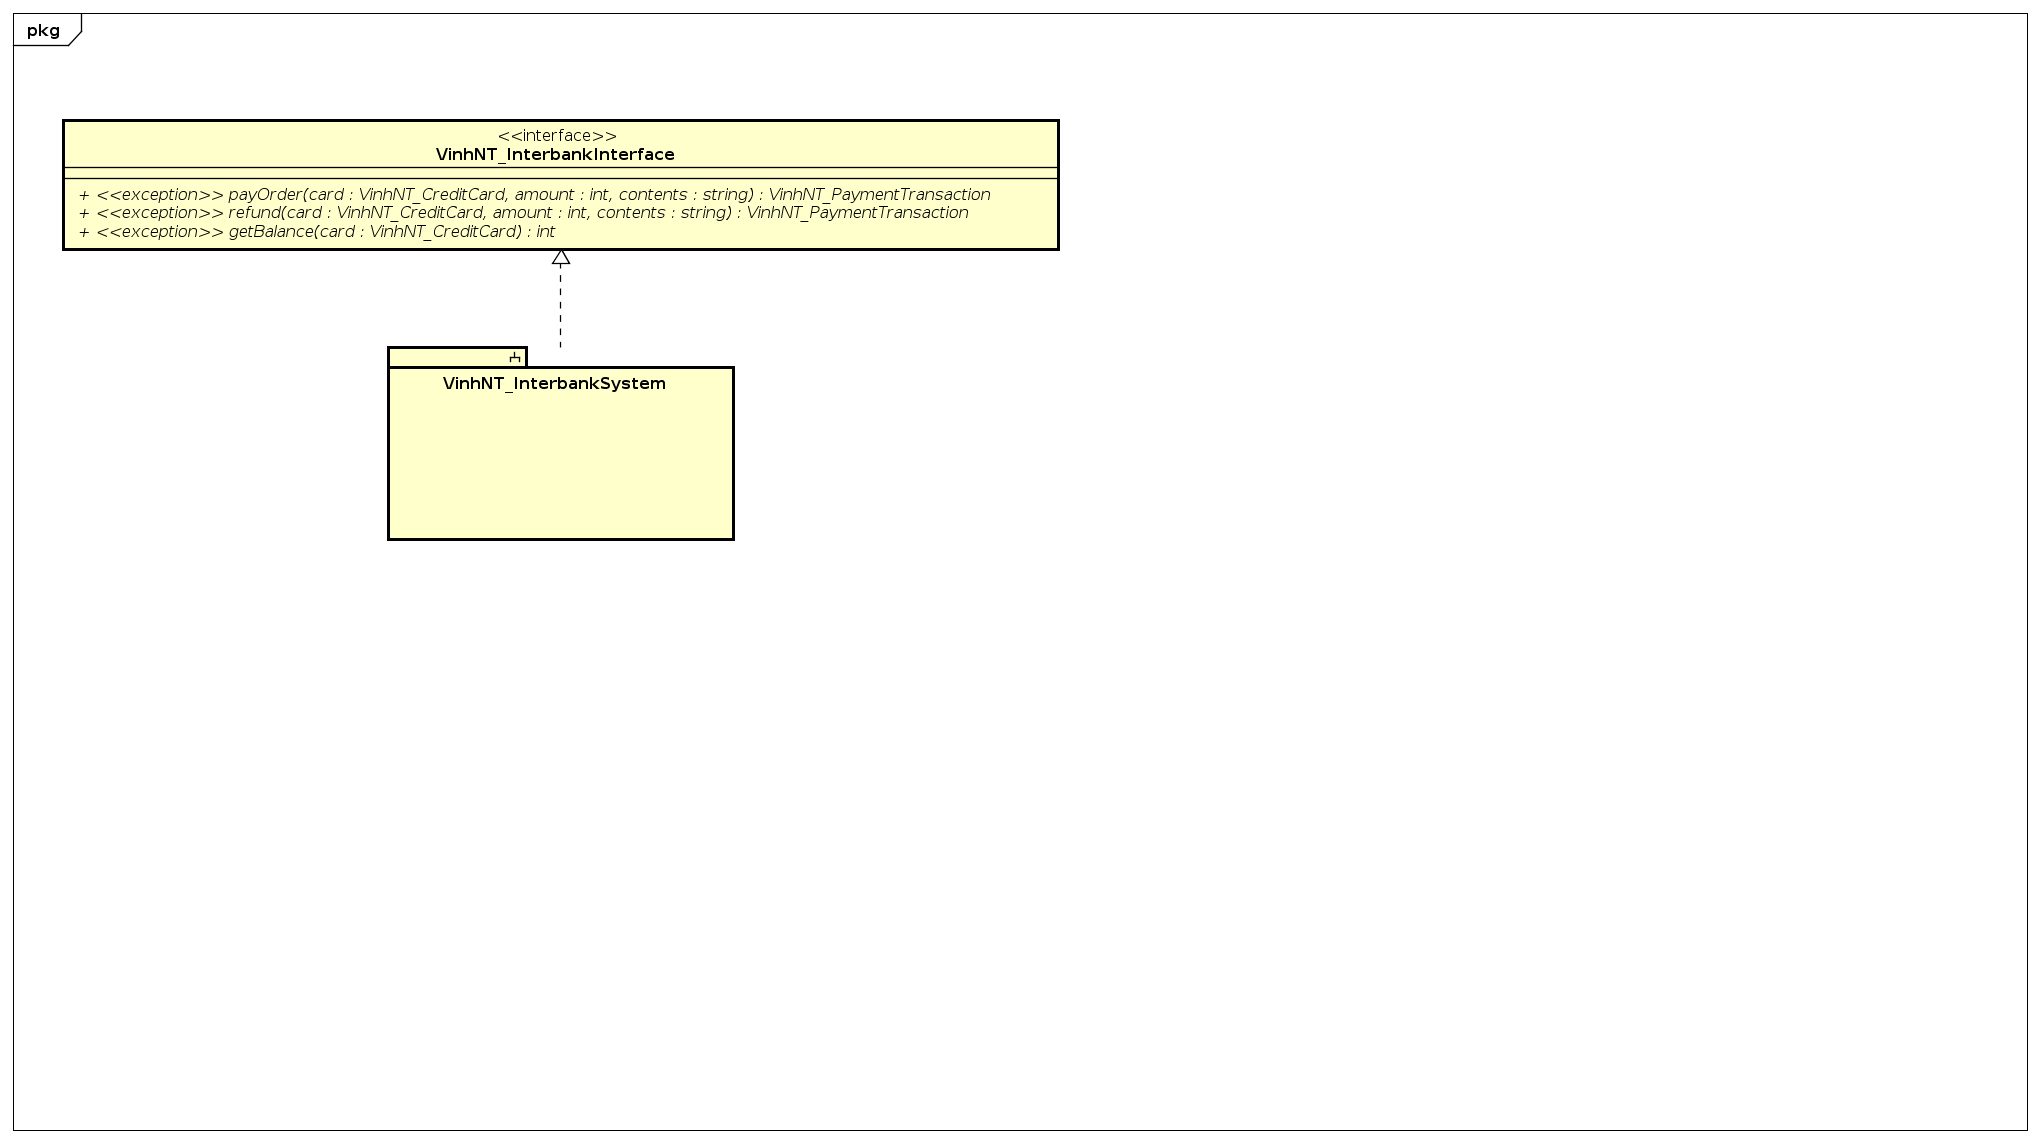 pkg
<<interface>>
VinhNT_InterbankInterface
+ <<exception>> payOrder(card : VinhNT_CreditCard, amount : int, contents : string) : VinhNT_PaymentTransaction
+ <<exception>> refund(card : VinhNT_CreditCard, amount : int, contents : string) : VinhNT_PaymentTransaction
+ <<exception>> getBalance(card : VinhNT_CreditCard) : int
VinhNT_InterbankSystem